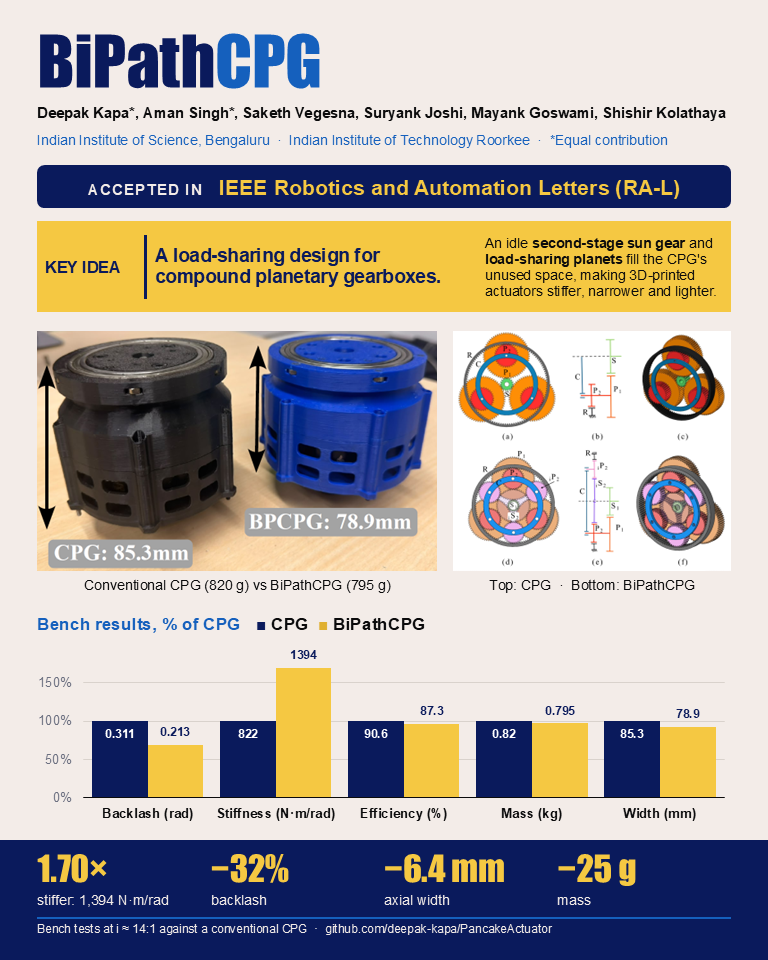 BiPathCPG
Deepak Kapa*, Aman Singh*, Saketh Vegesna, Suryank Joshi, Mayank Goswami, Shishir Kolathaya
Indian Institute of Science, Bengaluru · Indian Institute of Technology Roorkee · *Equal contribution
ACCEPTED IN IEEE Robotics and Automation Letters (RA-L)
KEY IDEA
A load-sharing design for
compound planetary gearboxes.
An idle second-stage sun gear and
load-sharing planets fill the CPG's
unused space, making 3D-printed
actuators stiffer, narrower and lighter.
CPG: 85.3mm
BPCPG: 78.9mm
(a)
(b)
(c)
(d)
(e)
(f)
Conventional CPG (820 g) vs BiPathCPG (795 g)
Top: CPG · Bottom: BiPathCPG
Bench results, % of CPG ■ CPG ■ BiPathCPG
150%
100%
50%
0%
0.311 0.213
822 1394
90.6 87.3
0.82 0.795
85.3 78.9
Backlash (rad) Stiffness (N·m/rad) Efficiency (%) Mass (kg) Width (mm)
1.70× −32% −6.4 mm −25 g
stiffer: 1,394 N·m/rad backlash axial width mass
Bench tests at i ≈ 14:1 against a conventional CPG · github.com/deepak-kapa/PancakeActuator